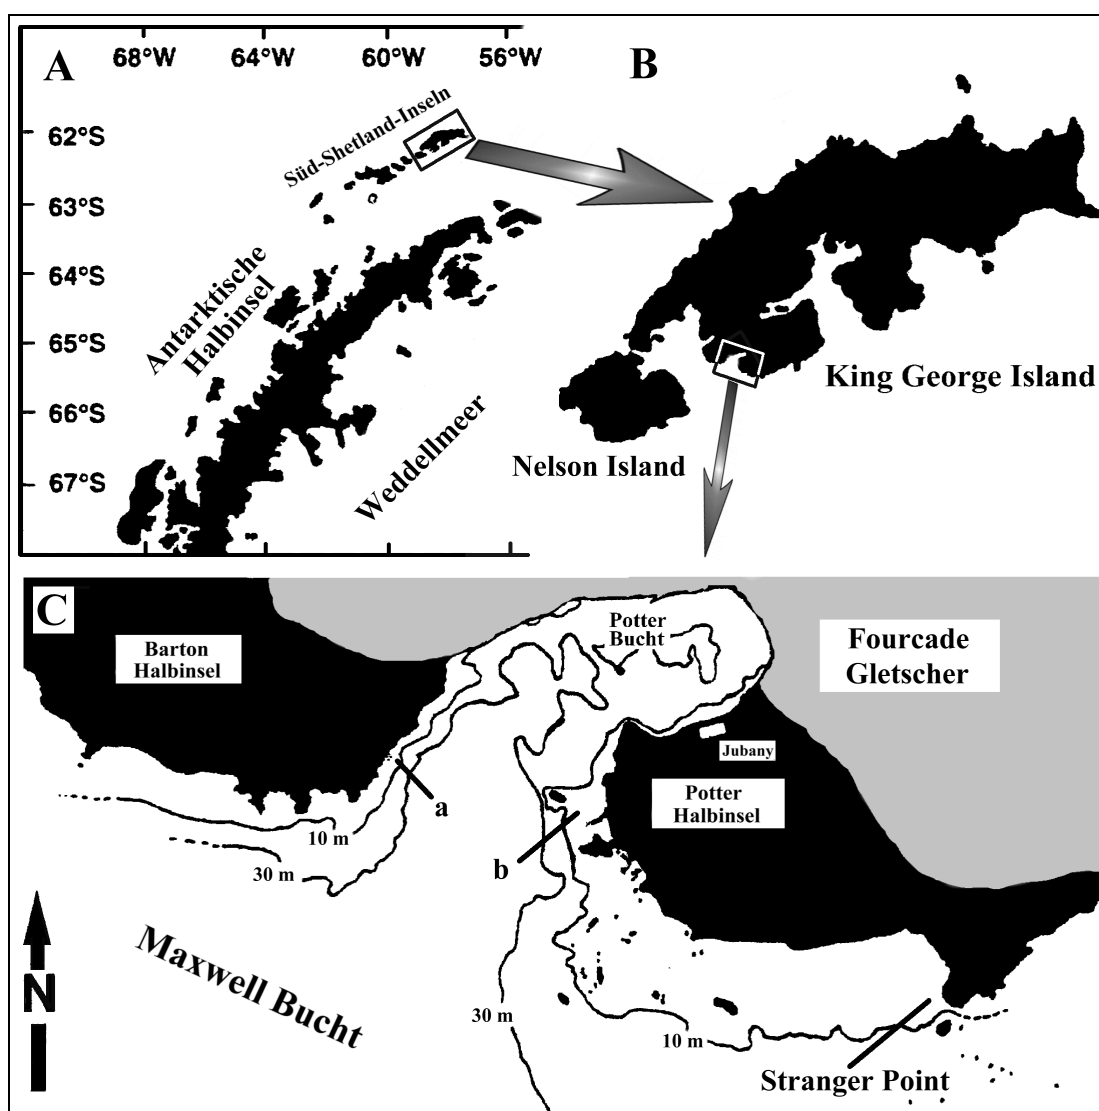 A
68°W 64°W 60°W 56°W
62°S
63°S
64°S
65°S
66°S
67°S
Süd-Shetland-Inseln
Antarktische
Halbinsel
Weddellmeer
B
King George Island
Nelson Island
C
Barton
Halbinsel
Potter
Bucht
Fourcade
Gletscher
Jubany
Potter
Halbinsel
a
b
10 m
30 m
30 m
10 m
Maxwell Bucht
N
Stranger Point